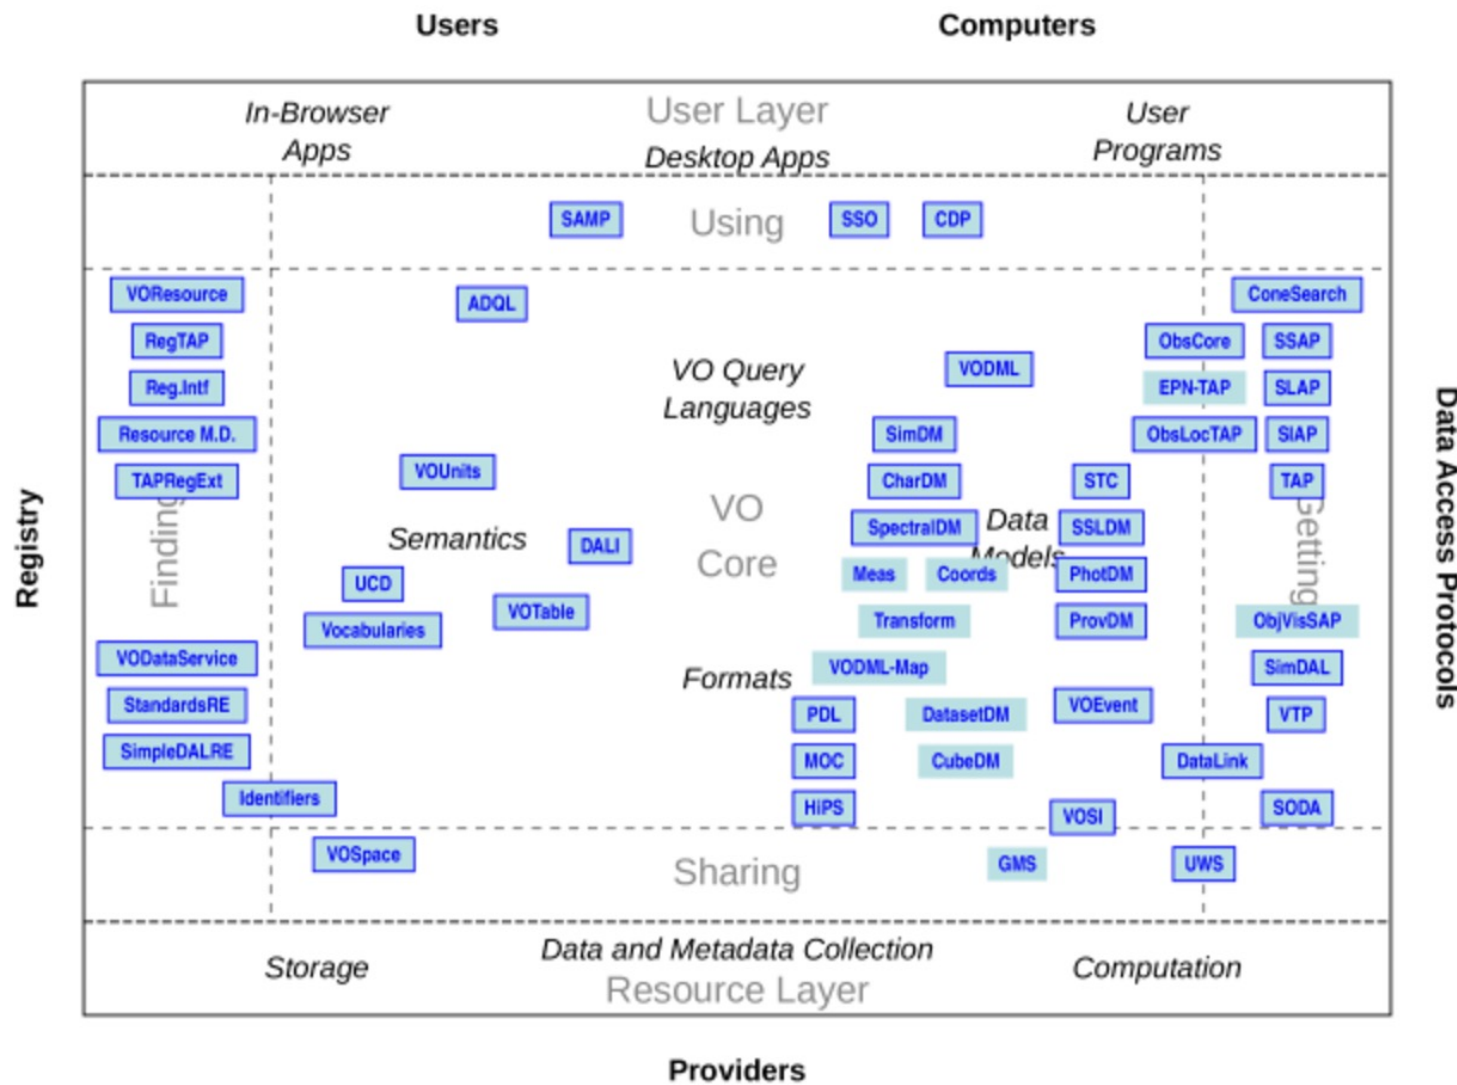 Users
Computers
In-Browser
Apps
User Layer
Desktop Apps
User
Programs
SAMP
Using
SSO
CDP
VOResource
RegTAP
Reg.Intf
Resource M.D.
TAPRegExt
Finding
VODataService
StandardsRE
SimpleDALRE
Identifiers
VOSpace
Registry
ADQL
VO Query
Languages
VOUnits
Semantics
DALI
UCD
Vocabularies
VOTable
VO
Core
Formats
VODML
SimDM
CharDM
SpectralDM
Data
Models
Meas
Coords
Transform
VODML-Map
PDL
DatasetDM
MOC
CubeDM
HiPS
STC
SSLDM
PhotDM
ProvDM
VOEvent
VOSI
ConeSearch
ObsCore
SSAP
EPN-TAP
SLAP
ObsLocTAP
SIAP
TAP
Getting
ObjVisSAP
SimDAL
VTP
DataLink
SODA
Data Access Protocols
Sharing
GMS
UWS
Storage
Data and Metadata Collection
Resource Layer
Computation
Providers